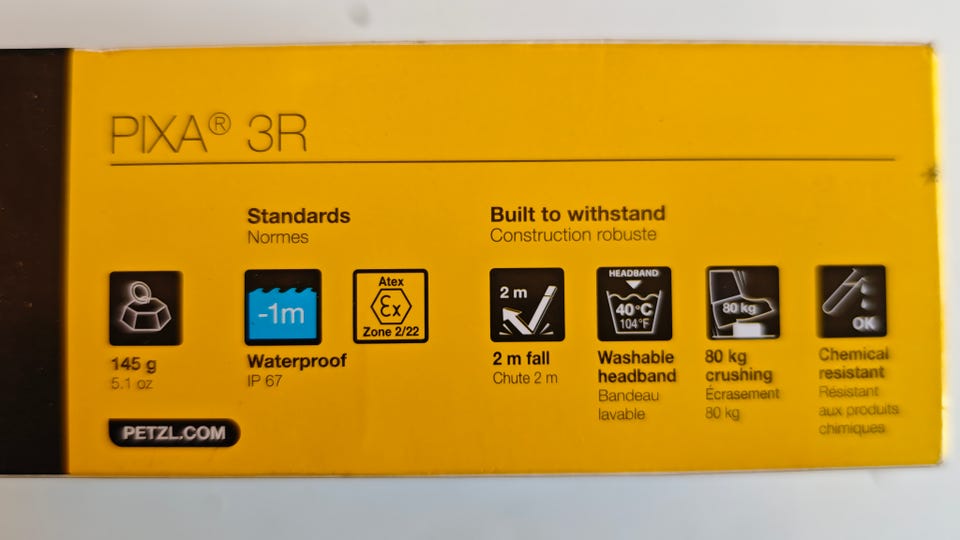 PIXA® 3R
Standards
Normes
Built to withstand
Construction robuste
-1m
Atex
Ex
Zone 2/22
2 m
HEADBAND
40°C
104°F
80 kg
OK
145 g
5.1 oz
Waterproof
IP 67
2 m fall
Chute 2 m
Washable
headband
Bandeau
lavable
80 kg
crushing
Écrasement
80 kg
Chemical
resistant
Résistant
aux produits
chimiques
PETZL.COM